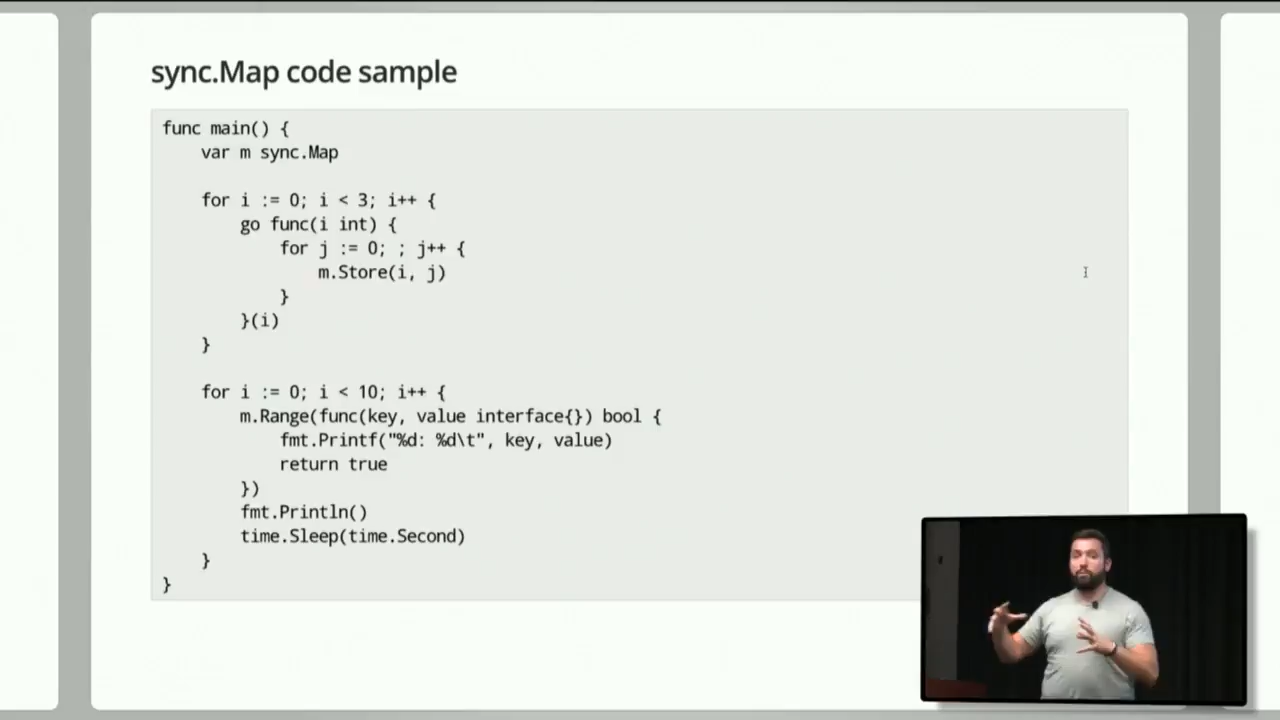 sync.Map code sample
func main() {
    var m sync.Map

    for i := 0; i < 3; i++ {
        go func(i int) {
            for j := 0; ; j++ {
                m.Store(i, j)
            }
        }(i)
    }

    for i := 0; i < 10; i++ {
        m.Range(func(key, value interface{}) bool {
            fmt.Printf("%d: %d\t", key, value)
            return true
        })
        fmt.Println()
        time.Sleep(time.Second)
    }
}